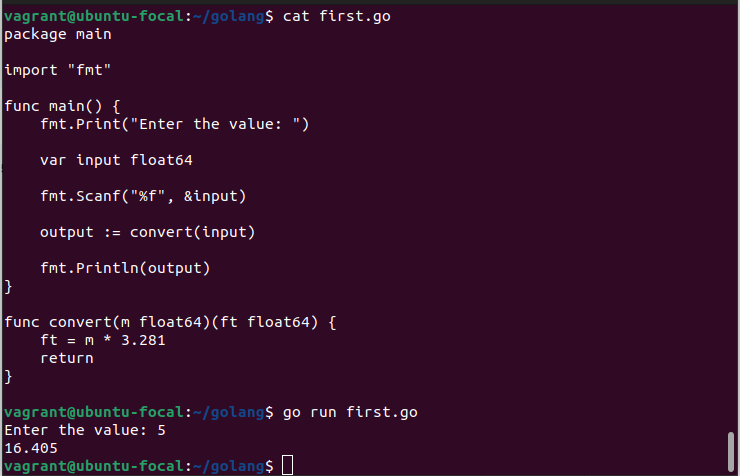 vagrant@ubuntu-focal:~/golang$ cat first.go
package main

import "fmt"

func main() {
    fmt.Print("Enter the value: ")

    var input float64

    fmt.Scanf("%f", &input)

    output := convert(input)

    fmt.Println(output)
}

func convert(m float64)(ft float64) {
    ft = m * 3.281
    return
}

vagrant@ubuntu-focal:~/golang$ go run first.go
Enter the value: 5
16.405
vagrant@ubuntu-focal:~/golang$